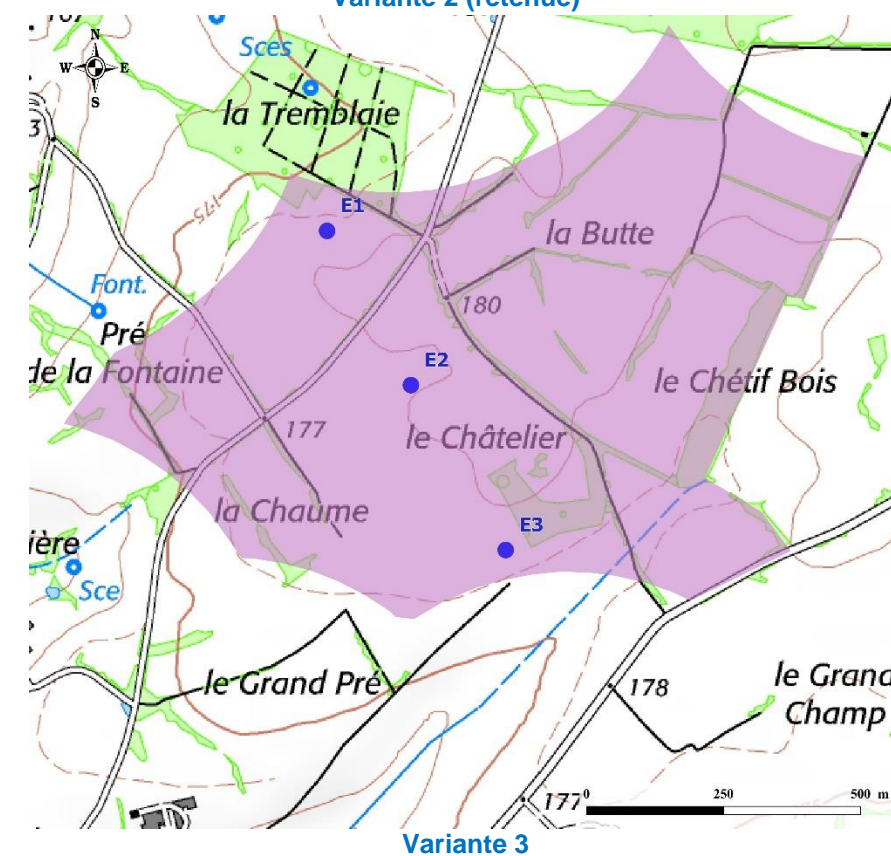 Variante 2 (retenue)
N
W E
S
Sces
la Tremblaie
3
175
E1
la Butte
Font.
180
Pré
de la Fontaine
E2
le Chétif Bois
177
le Châtelier
la Chaume
E3
ière
Sce
le Grand Pré
178
le Grand
Champ
177
0 250 500 m
Variante 3